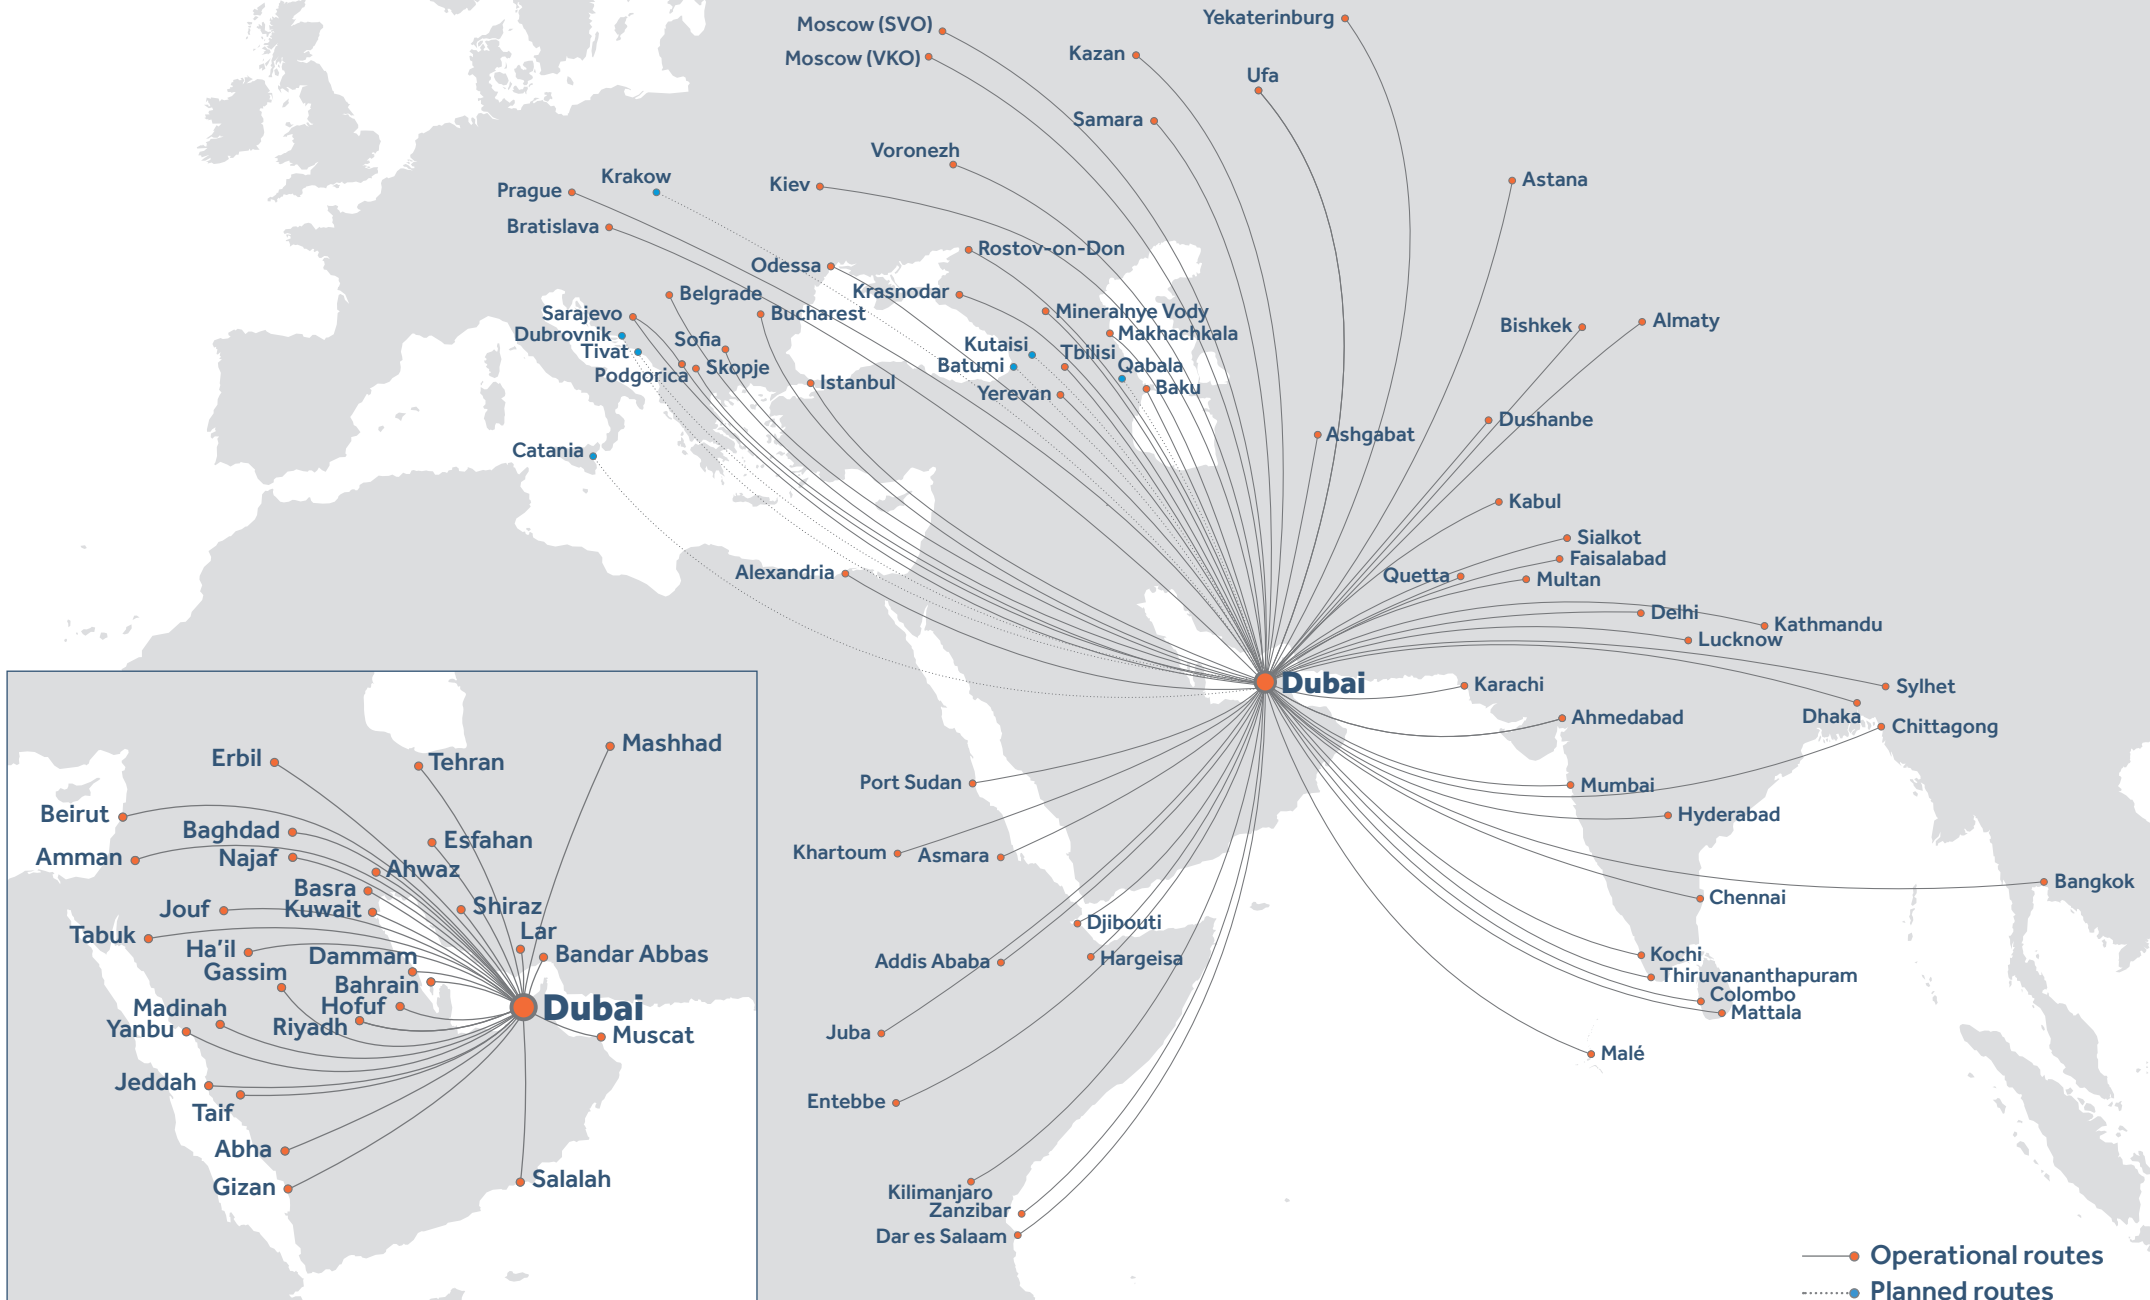 Moscow (SVO)
Moscow (VKO)
Yekaterinburg
Kazan
Ufa
Samara
Voronezh
Kiev
Krakow
Prague
Bratislava
Astana
Rostov-on-Don
Odessa
Krasnodar
Belgrade
Bucharest
Sarajevo
Dubrovnik
Tivat
Podgorica
Sofia
Skopje
Istanbul
Mineralnye Vody
Makhachkala
Kutaisi
Tbilisi
Batumi
Qabala
Yerevan
Baku
Bishkek
Almaty
Dushanbe
Ashgabat
Catania
Kabul
Sialkot
Faisalabad
Quetta
Multan
Alexandria
Delhi
Kathmandu
Lucknow
Dubai
Karachi
Sylhet
Dhaka
Ahmedabad
Chittagong
Port Sudan
Mumbai
Hyderabad
Khartoum
Asmara
Bangkok
Chennai
Djibouti
Addis Ababa
Hargeisa
Kochi
Thiruvananthapuram
Colombo
Mattala
Juba
Malé
Entebbe
Kilimanjaro
Zanzibar
Dar es Salaam
Mashhad
Erbil
Tehran
Beirut
Baghdad
Esfahan
Amman
Najaf
Ahwaz
Basra
Jouf
Kuwait
Shiraz
Tabuk
Lar
Ha'il
Dammam
Bandar Abbas
Gassim
Bahrain
Madinah
Hofuf
Dubai
Yanbu
Riyadh
Muscat
Jeddah
Taif
Abha
Gizan
Salalah
Operational routes
Planned routes